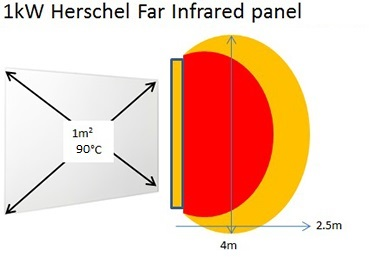 1kW Herschel Far Infrared panel
1m²
90°C
2.5m
4m